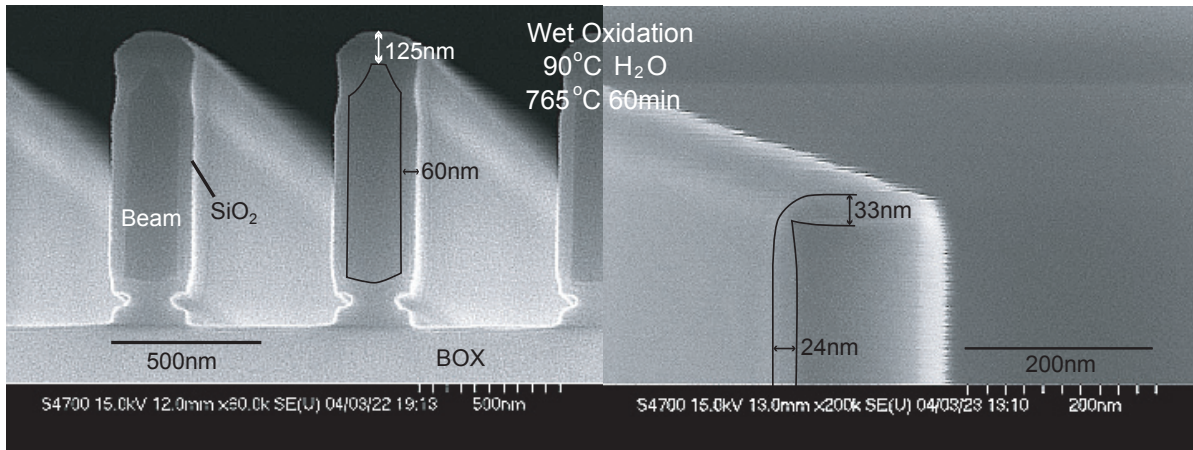 Wet Oxidation
90°C H₂O
765°C 60min
125nm
60nm
SiO₂
Beam
500nm
BOX
S4700 15.0kV 12.0mm x60.0k SE(U) 04/03/22 19:13 500nm
33nm
24nm
200nm
S4700 15.0kV 13.0mm x200k SE(U) 04/03/23 13:10 200nm